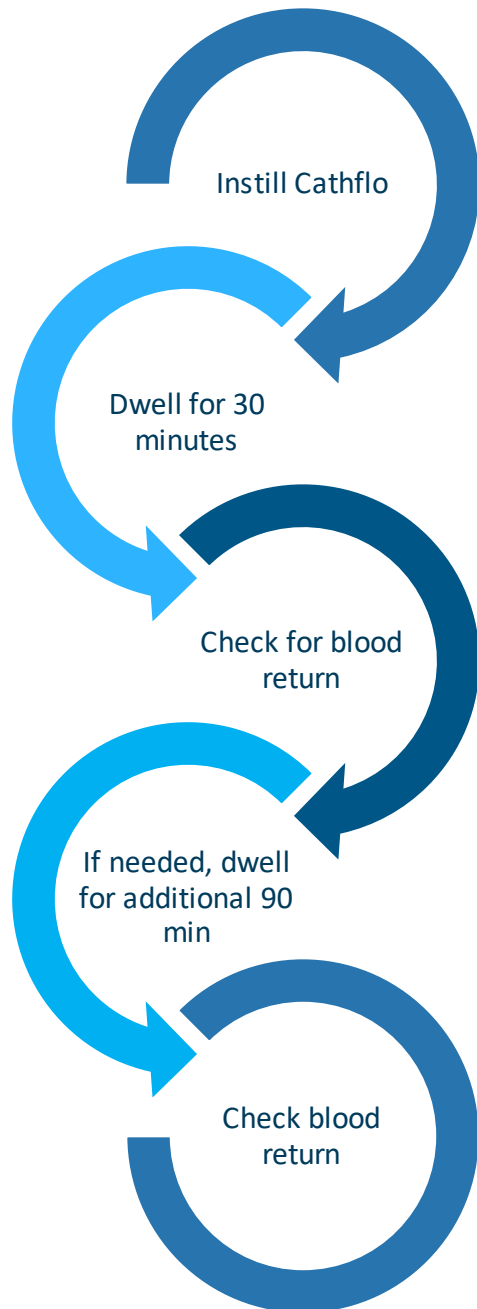 Instill Cathflo
Dwell for 30
minutes
Check for blood
return
If needed, dwell
for additional 90
min
Check blood
return